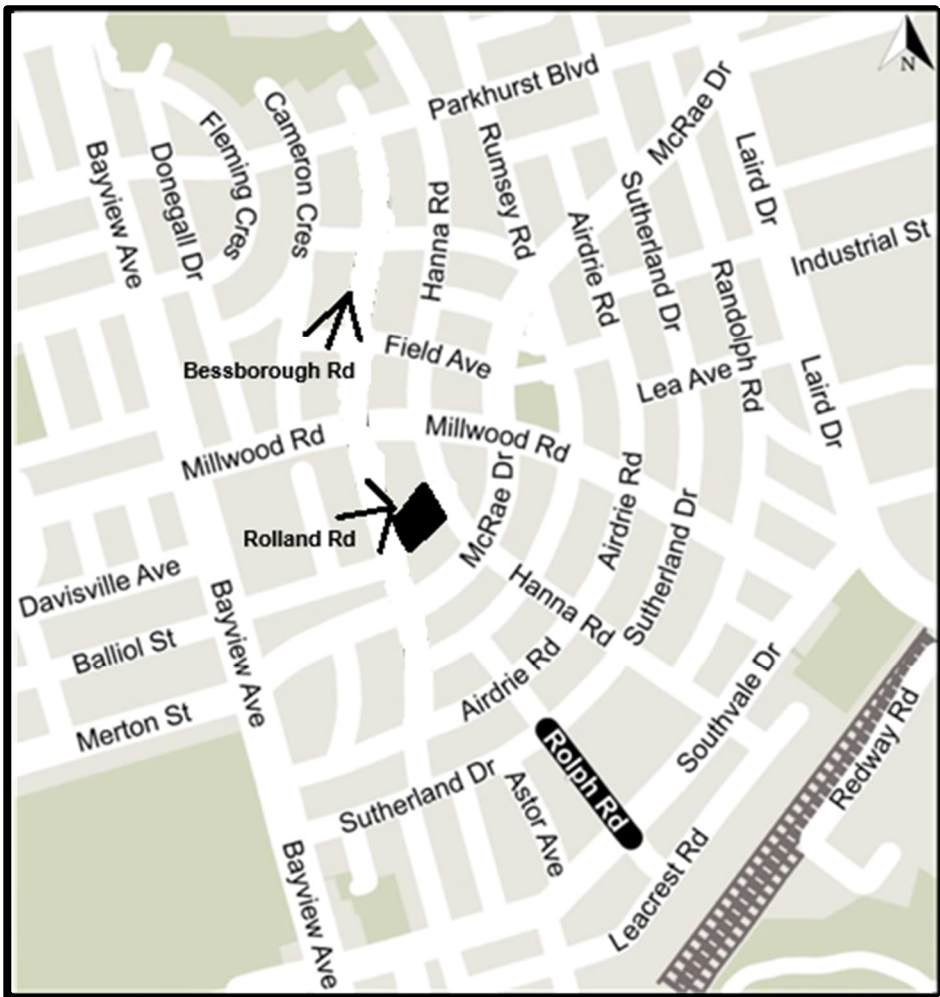 N
Parkhurst Blvd
McRae Dr
Cameron Cres
Fleming Cres
Rumsey Rd
Laird Dr
Bayview Ave
Donegall Dr
Hanna Rd
Sutherland Dr
Airdrie Rd
Industrial St
Randolph Rd
Field Ave
Bessborough Rd
Lea Ave
Laird Dr
Millwood Rd
Millwood Rd
McRae Dr
Airdrie Rd
Sutherland Dr
Rolland Rd
Davisville Ave
Hanna Rd
Bayview Ave
Balliol St
Airdrie Rd
Southvale Dr
Merton St
Redway Rd
Rolph Rd
Sutherland Dr
Astor Ave
Leacrest Rd
Bayview Ave